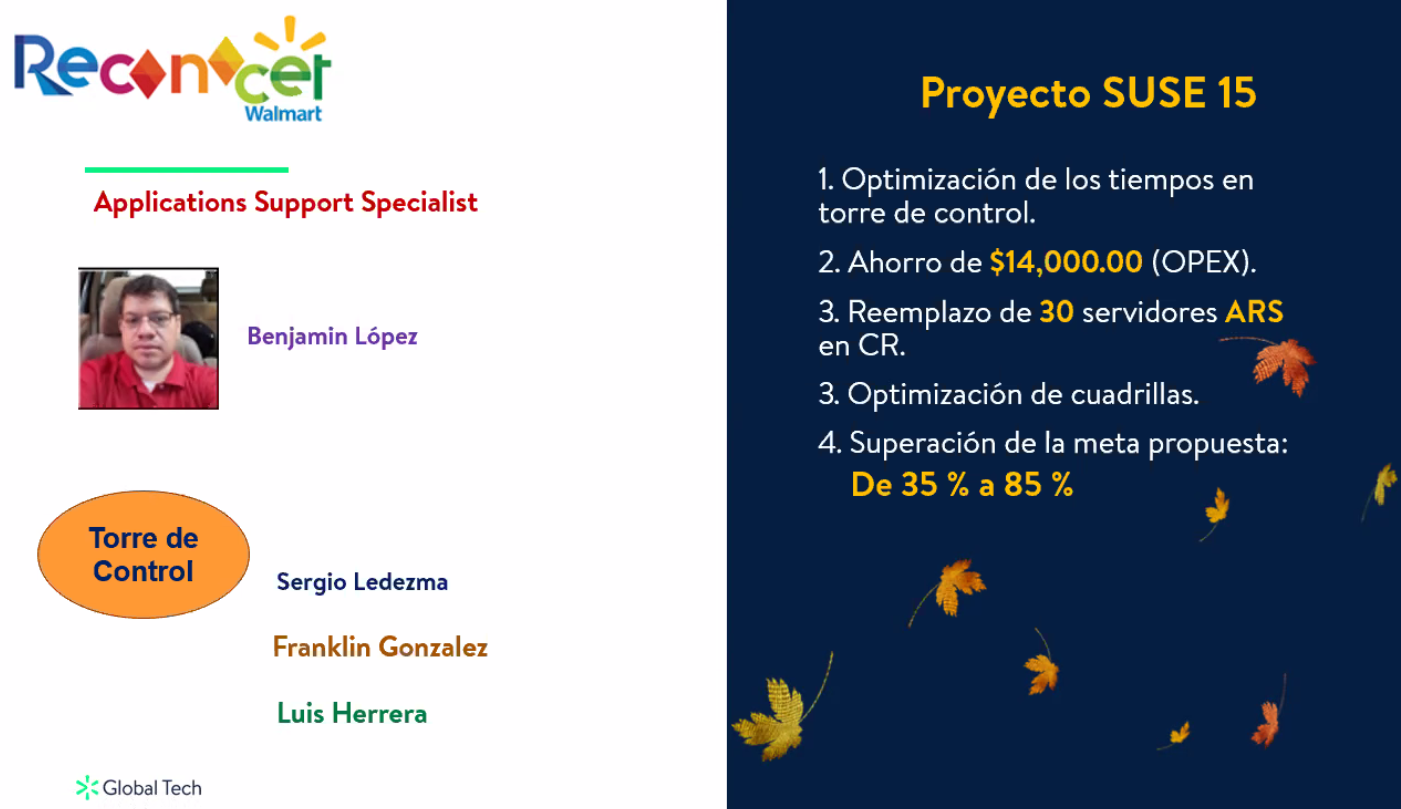 Reconocer
Walmart
Applications Support Specialist
Benjamin López
Torre de
Control
Sergio Ledezma
Franklin Gonzalez
Luis Herrera
Global Tech
Proyecto SUSE 15
1. Optimización de los tiempos en
torre de control.
2. Ahorro de $14,000.00 (OPEX).
3. Reemplazo de 30 servidores ARS
en CR.
3. Optimización de cuadrillas.
4. Superación de la meta propuesta:
De 35 % a 85 %